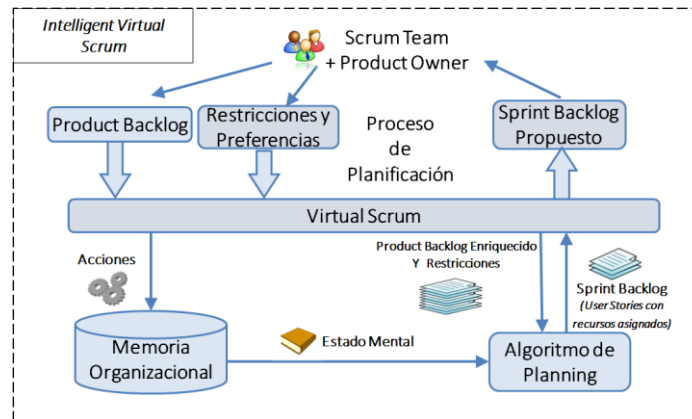 Intelligent Virtual
Scrum
Scrum Team
+ Product Owner
Product Backlog
Restricciones y
Preferencias
Proceso
de
Planificación
Sprint Backlog
Propuesto
Virtual Scrum
Acciones
Product Backlog Enriquecido
Y Restricciones
Sprint Backlog
(User Stories con
recursos asignados)
Memoria
Organizacional
Estado Mental
Algoritmo de
Planning